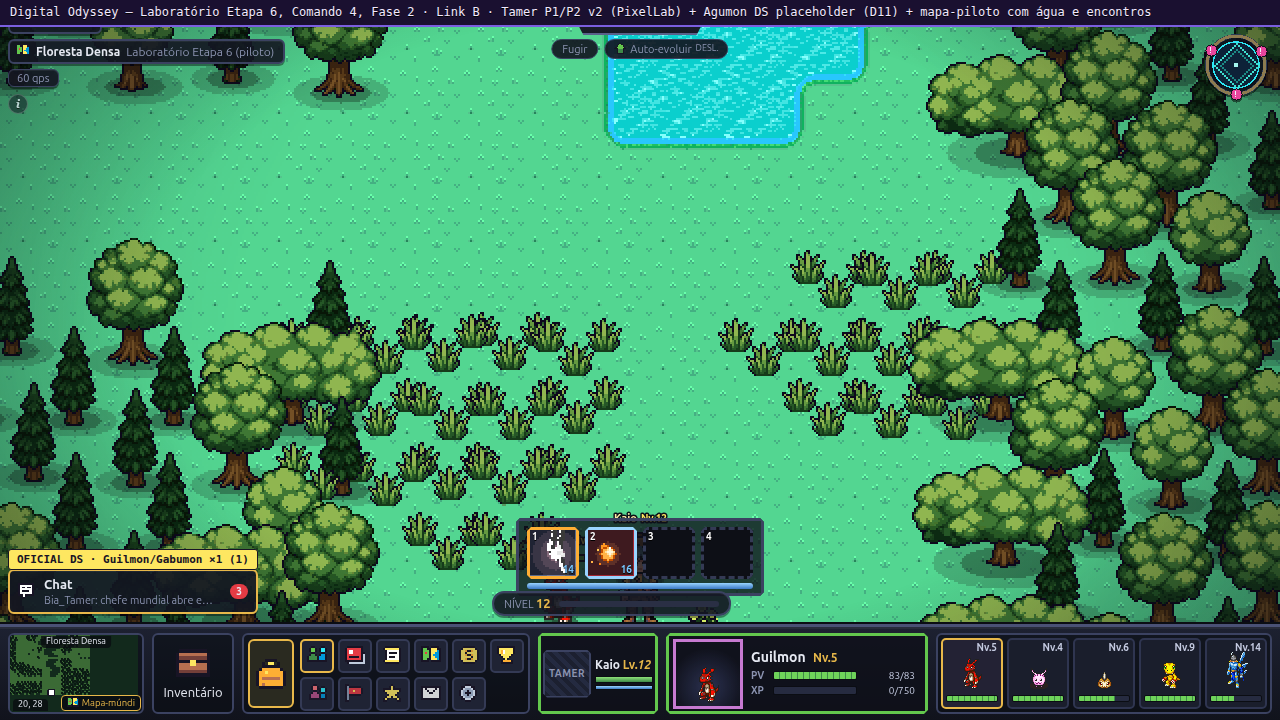 Digital Odyssey — Laboratório Etapa 6, Comando 4, Fase 2 · Link B · Tamer P1/P2 v2 (PixelLab) + Agumon DS placeholder (D11) + mapa-piloto com água e encontros
Floresta Densa Laboratório Etapa 6 (piloto)
Fugir
Auto-evoluir DESL.
60 qps
i
Kaio Nv.12
1 14
2 16
3
4
NÍVEL 12
OFICIAL DS · Guilmon/Gabumon ×1 (1)
Chat
Bia_Tamer: chefe mundial abre e…
3
Floresta Densa
20, 28
Mapa-múndi
Inventário
TAMER
Kaio Lv.12
Guilmon Nv.5
PV 83/83
XP 0/750
Nv.5
Nv.4
Nv.6
Nv.9
Nv.14